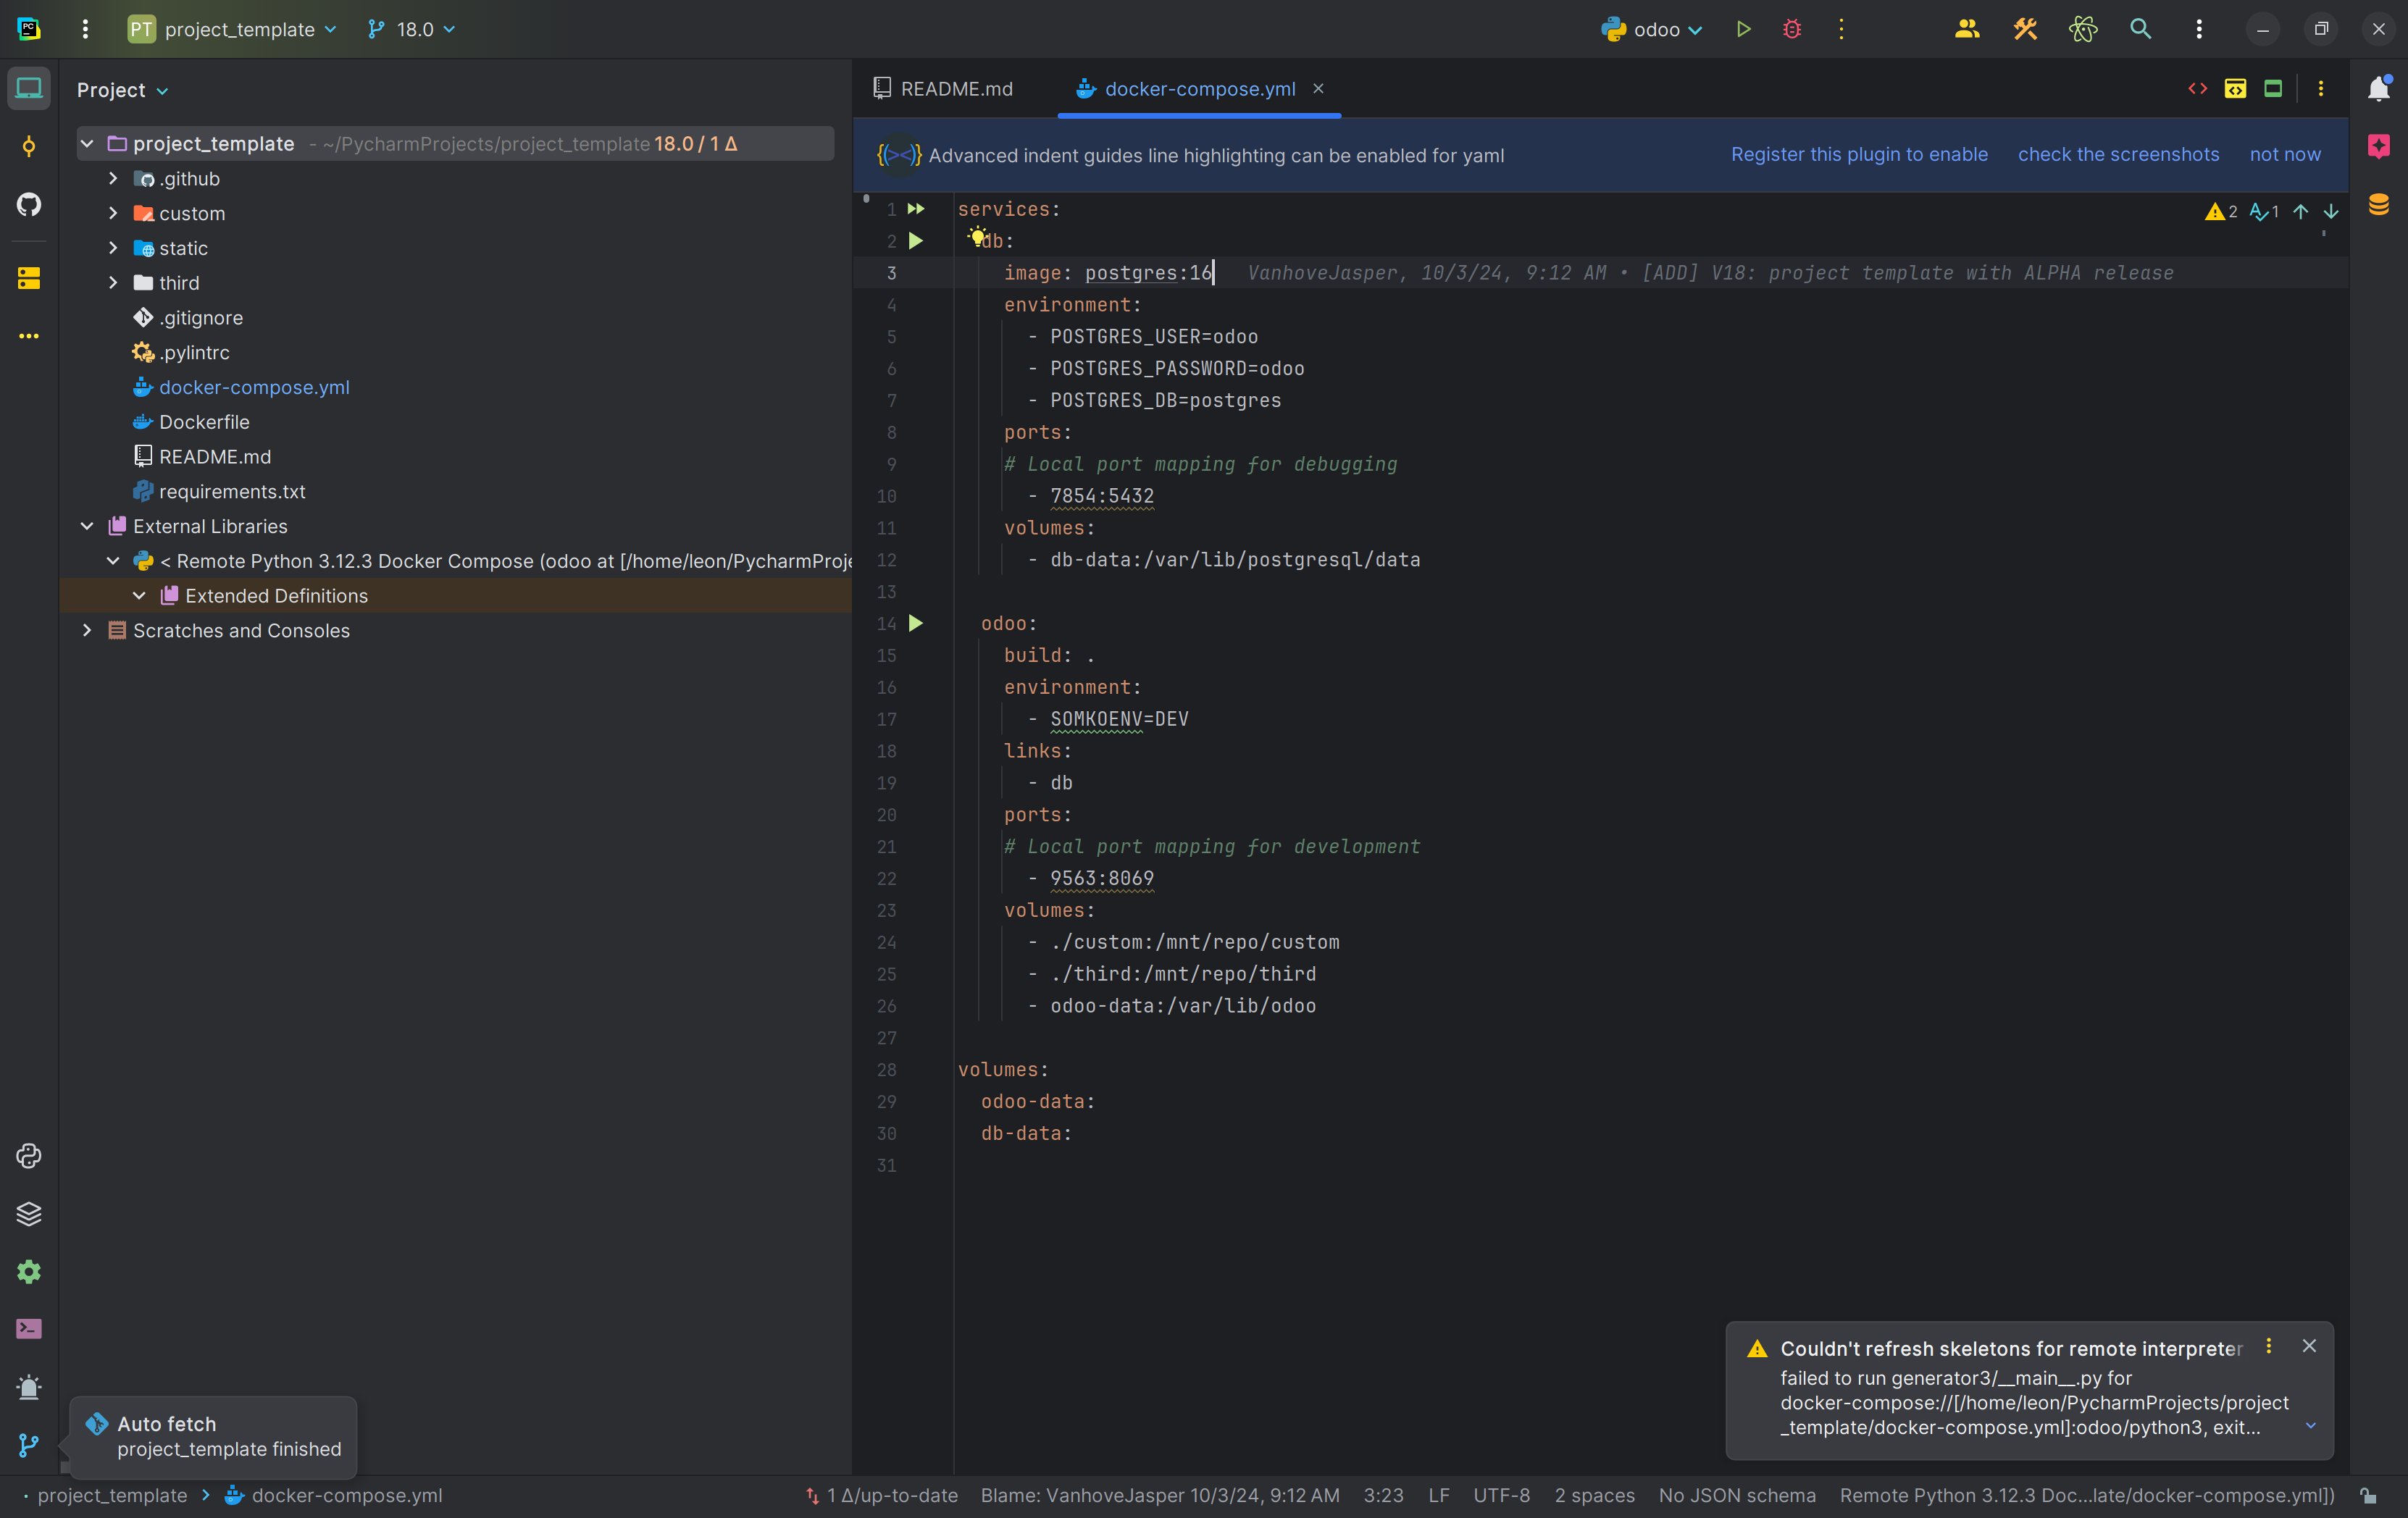 PC
PT project_template
18.0
odoo
Project
README.md
docker-compose.yml
project_template - ~/PycharmProjects/project_template 18.0 / 1 Δ
.github
custom
static
third
.gitignore
.pylintrc
docker-compose.yml
Dockerfile
README.md
requirements.txt
External Libraries
< Remote Python 3.12.3 Docker Compose (odoo at [/home/leon/PycharmProje
Extended Definitions
Scratches and Consoles
{(><)} Advanced indent guides line highlighting can be enabled for yaml
Register this plugin to enable check the screenshots not now
2 1
1 services:
2 db:
3 image: postgres:16 VanhoveJasper, 10/3/24, 9:12 AM • [ADD] V18: project template with ALPHA release
4 environment:
5 - POSTGRES_USER=odoo
6 - POSTGRES_PASSWORD=odoo
7 - POSTGRES_DB=postgres
8 ports:
9 # Local port mapping for debugging
10 - 7854:5432
11 volumes:
12 - db-data:/var/lib/postgresql/data
13
14 odoo:
15 build: .
16 environment:
17 - SOMKOENV=DEV
18 links:
19 - db
20 ports:
21 # Local port mapping for development
22 - 9563:8069
23 volumes:
24 - ./custom:/mnt/repo/custom
25 - ./third:/mnt/repo/third
26 - odoo-data:/var/lib/odoo
27
28 volumes:
29 odoo-data:
30 db-data:
31
Couldn't refresh skeletons for remote interpreter
failed to run generator3/__main__.py for
docker-compose://[/home/leon/PycharmProjects/project
_template/docker-compose.yml]:odoo/python3, exit...
Auto fetch
project_template finished
project_template > docker-compose.yml
1 Δ/up-to-date
Blame: VanhoveJasper 10/3/24, 9:12 AM
3:23
LF
UTF-8
2 spaces
No JSON schema
Remote Python 3.12.3 Doc...late/docker-compose.yml])